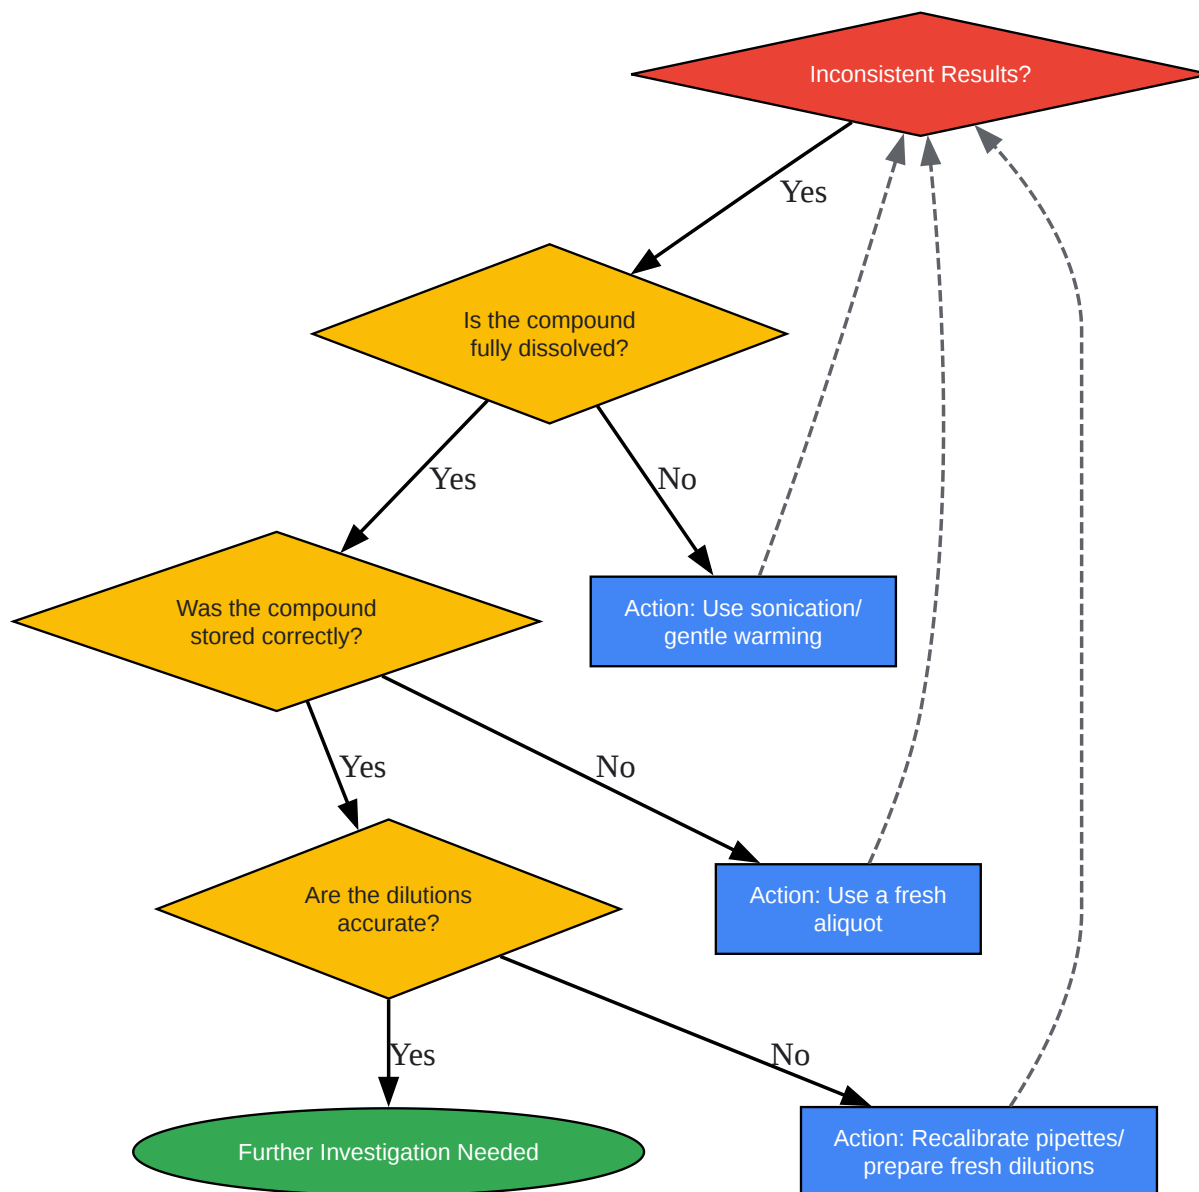 Inconsistent Results?
Yes
Is the compound
fully dissolved?
Yes
No
Was the compound
stored correctly?
Action: Use sonication/
gentle warming
Yes
No
Are the dilutions
accurate?
Action: Use a fresh
aliquot
Yes
No
Further Investigation Needed
Action: Recalibrate pipettes/
prepare fresh dilutions